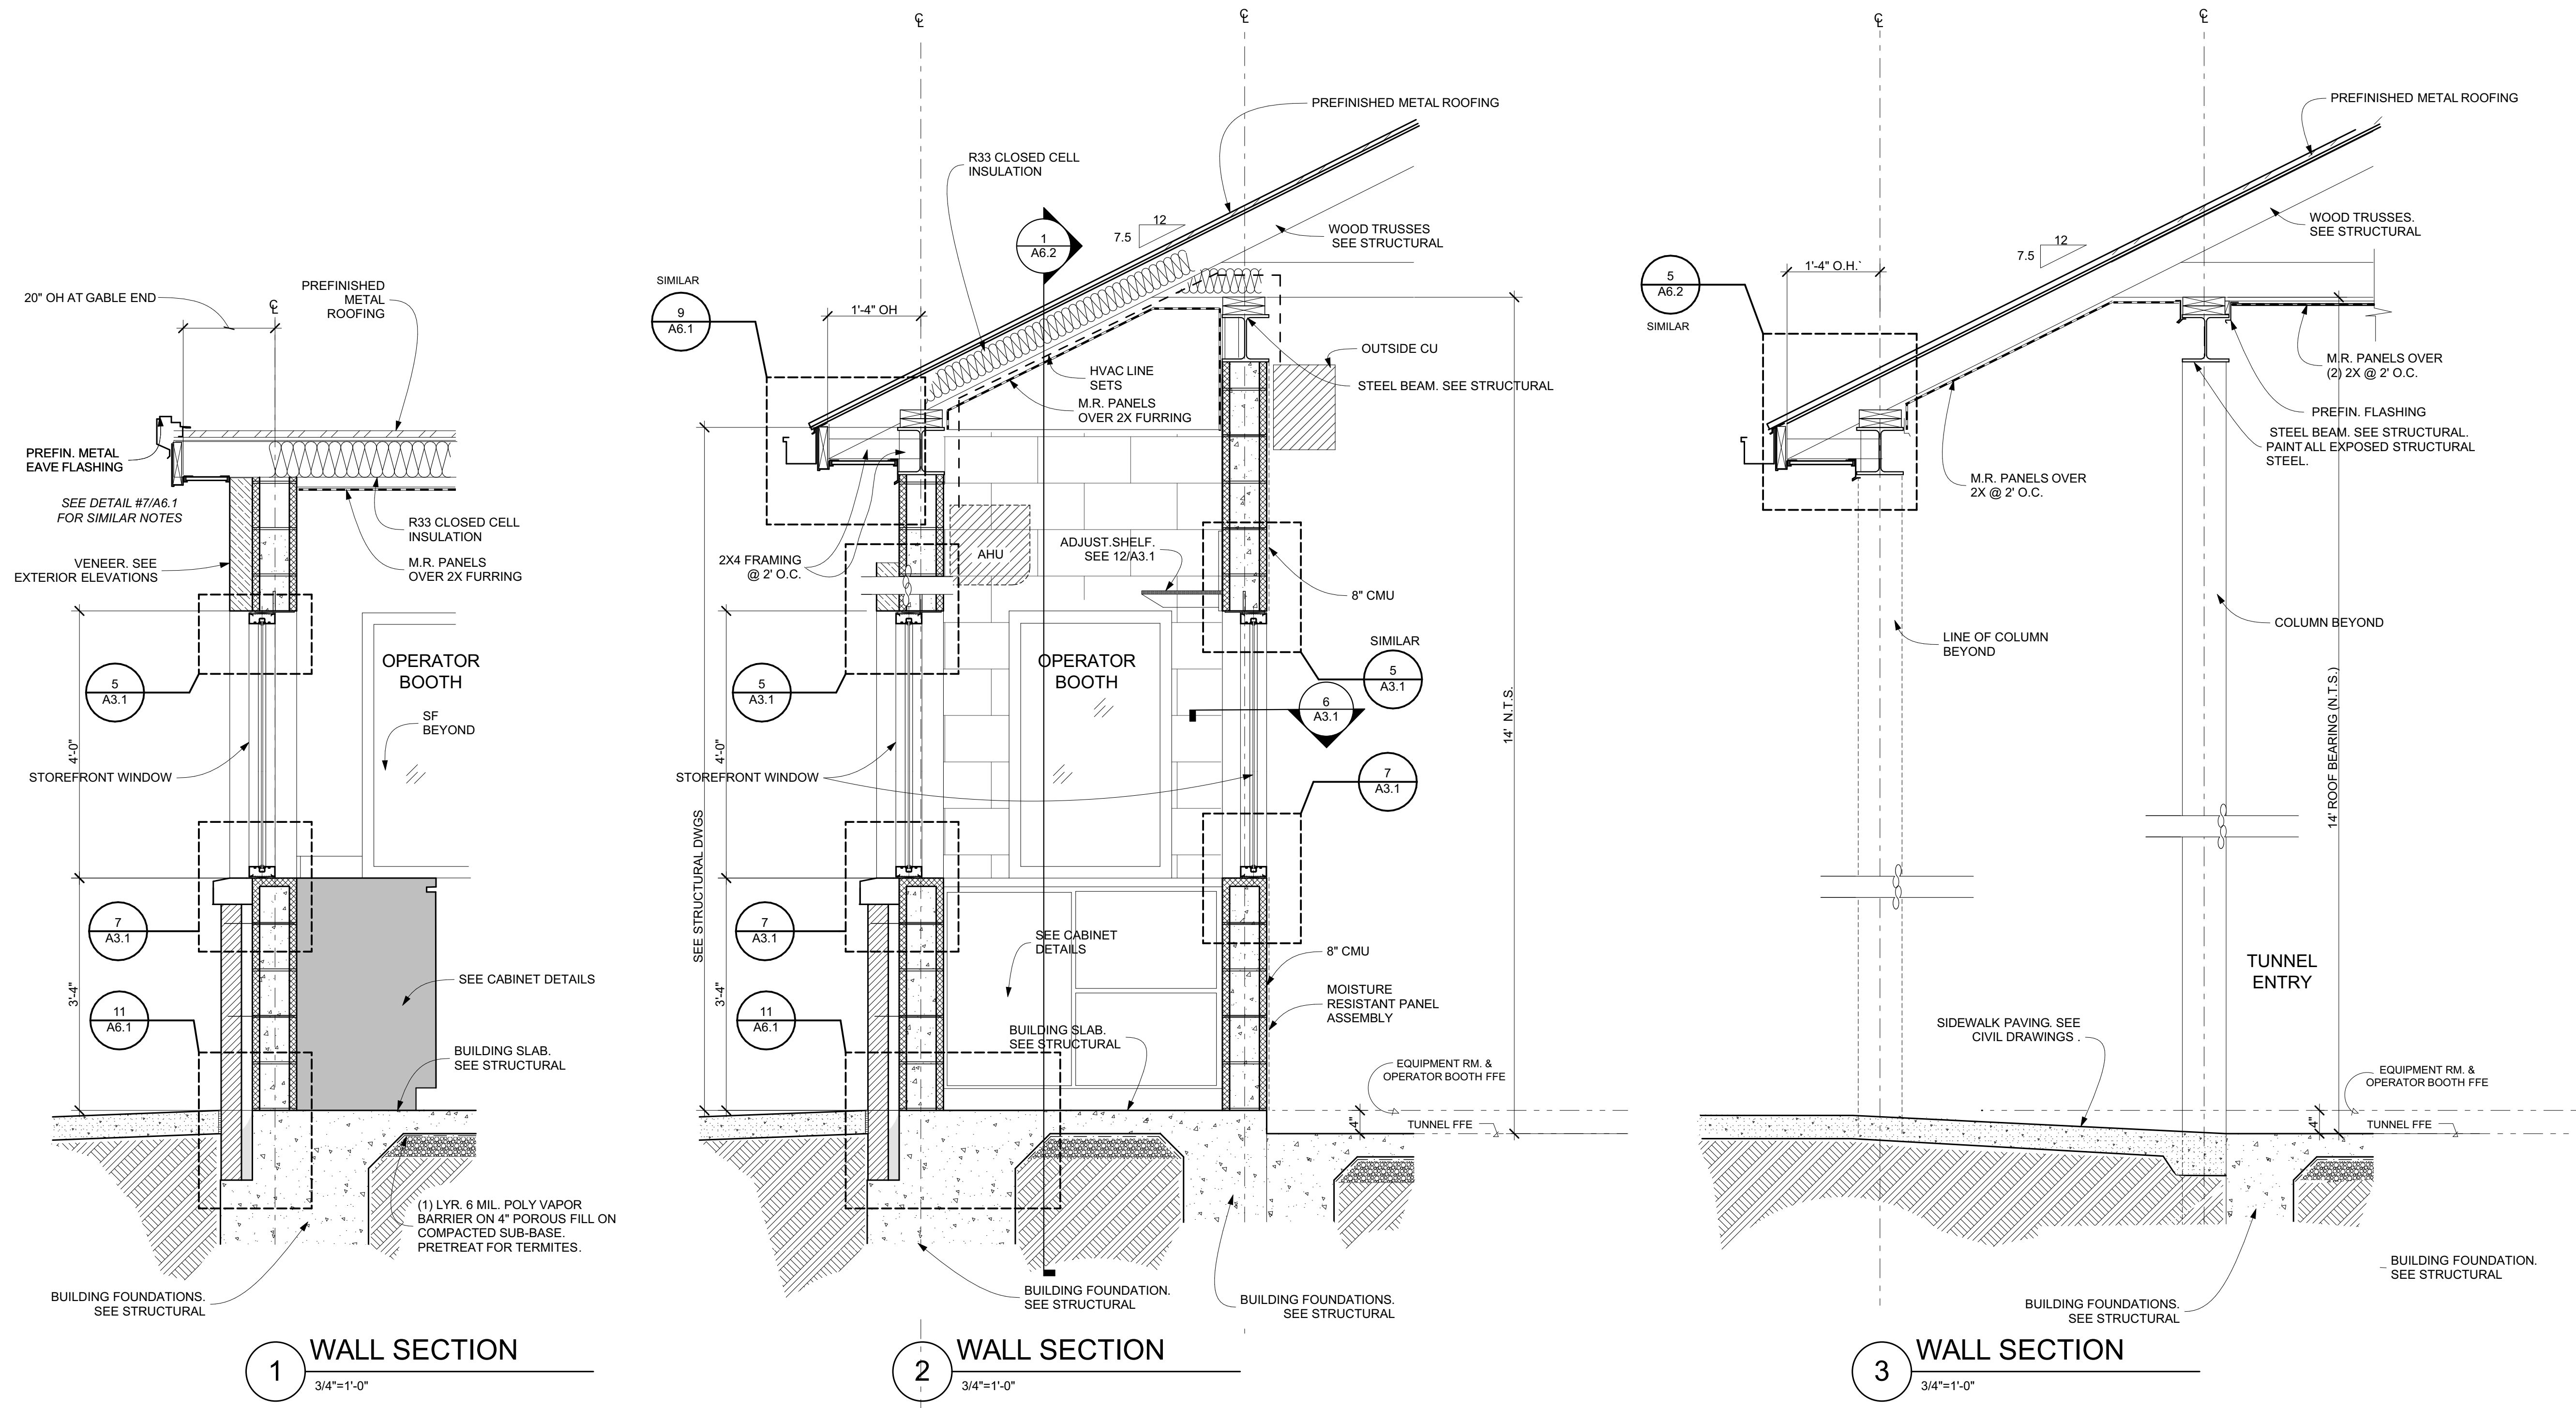 20" OH AT GABLE END
PREFINISHED
METAL
ROOFING
℄
PREFIN. METAL
EAVE FLASHING
SEE DETAIL #7/A6.1
FOR SIMILAR NOTES
R33 CLOSED CELL
INSULATION
VENEER. SEE
EXTERIOR ELEVATIONS
M.R. PANELS
OVER 2X FURRING
5
A3.1
OPERATOR
BOOTH
SF
BEYOND
4'-0"
STOREFRONT WINDOW
7
A3.1
SEE CABINET DETAILS
3'-4"
11
A6.1
BUILDING SLAB.
SEE STRUCTURAL
(1) LYR. 6 MIL. POLY VAPOR
BARRIER ON 4" POROUS FILL ON
COMPACTED SUB-BASE.
PRETREAT FOR TERMITES.
BUILDING FOUNDATIONS.
SEE STRUCTURAL
1
WALL SECTION
3/4"=1'-0"
℄
℄
PREFINISHED METAL ROOFING
R33 CLOSED CELL
INSULATION
1
A6.2
12
7.5
WOOD TRUSSES
SEE STRUCTURAL
SIMILAR
9
A6.1
1'-4" OH
OUTSIDE CU
HVAC LINE
SETS
STEEL BEAM. SEE STRUCTURAL
M.R. PANELS
OVER 2X FURRING
2X4 FRAMING
@ 2' O.C.
AHU
ADJUST.SHELF.
SEE 12/A3.1
8" CMU
SIMILAR
5
A3.1
5
A3.1
OPERATOR
BOOTH
6
A3.1
14' N.T.S.
4'-0"
STOREFRONT WINDOW
7
A3.1
SEE STRUCTURAL DWGS
7
A3.1
SEE CABINET
DETAILS
8" CMU
3'-4"
11
A6.1
MOISTURE
RESISTANT PANEL
ASSEMBLY
BUILDING SLAB.
SEE STRUCTURAL
EQUIPMENT RM. &
OPERATOR BOOTH FFE
4"
TUNNEL FFE
BUILDING FOUNDATION.
SEE STRUCTURAL
BUILDING FOUNDATIONS.
SEE STRUCTURAL
2
WALL SECTION
3/4"=1'-0"
℄
℄
PREFINISHED METAL ROOFING
WOOD TRUSSES.
SEE STRUCTURAL
12
7.5
5
A6.2
SIMILAR
1'-4" O.H.`
M.R. PANELS OVER
(2) 2X @ 2' O.C.
PREFIN. FLASHING
STEEL BEAM. SEE STRUCTURAL.
PAINT ALL EXPOSED STRUCTURAL
STEEL.
M.R. PANELS OVER
2X @ 2' O.C.
LINE OF COLUMN
BEYOND
COLUMN BEYOND
14' ROOF BEARING (N.T.S.)
TUNNEL
ENTRY
SIDEWALK PAVING. SEE
CIVIL DRAWINGS .
EQUIPMENT RM. &
OPERATOR BOOTH FFE
4"
TUNNEL FFE
BUILDING FOUNDATION.
SEE STRUCTURAL
BUILDING FOUNDATIONS.
SEE STRUCTURAL
3
WALL SECTION
3/4"=1'-0"